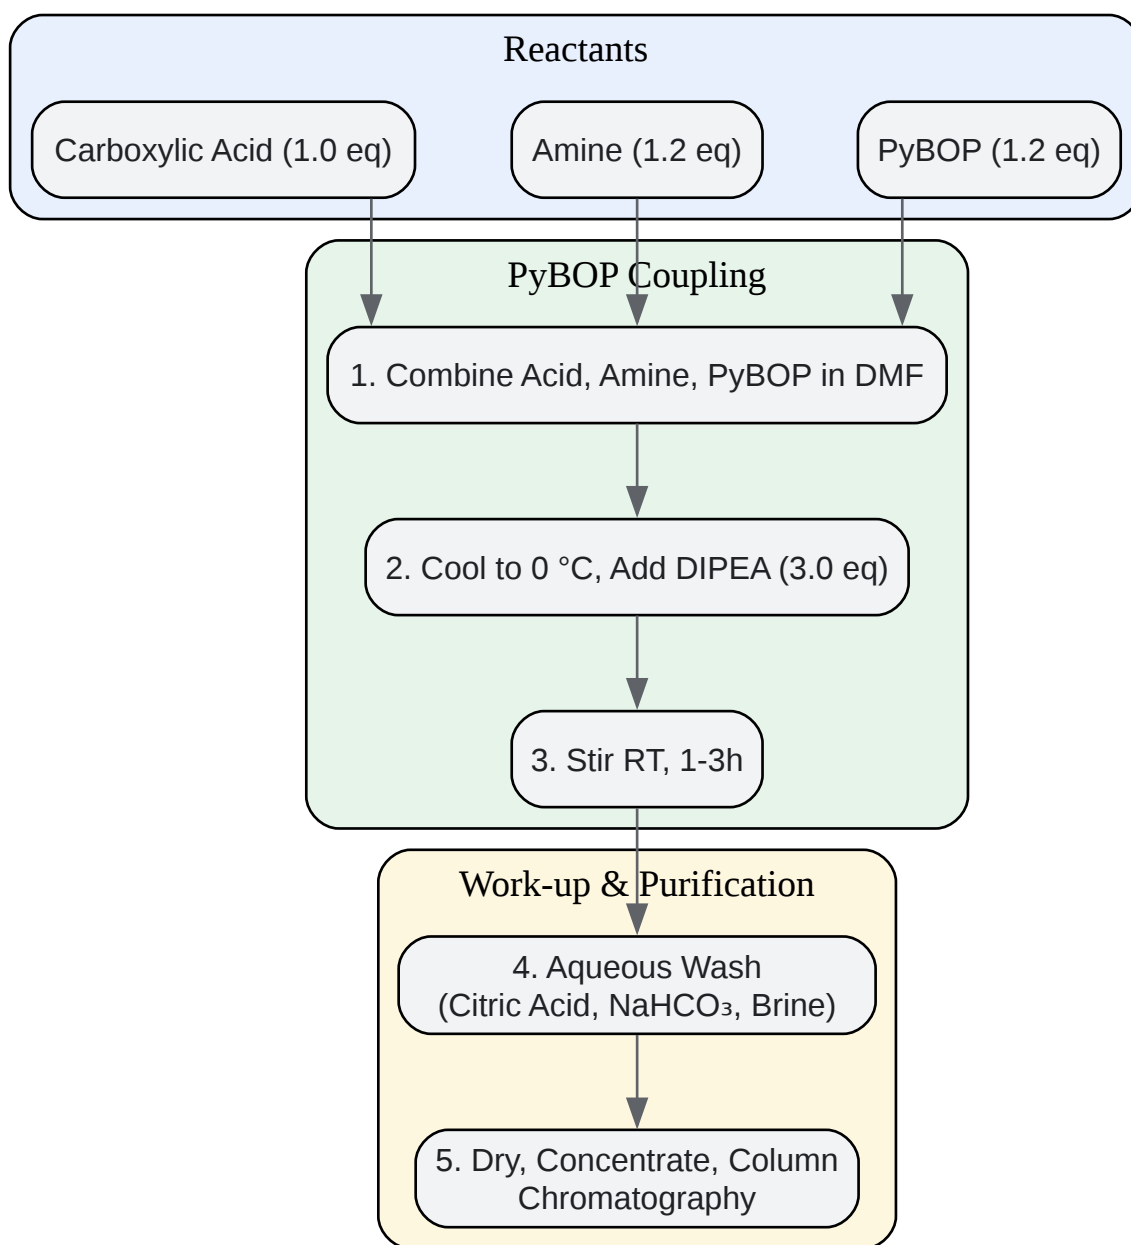 Reactants
Carboxylic Acid (1.0 eq)
Amine (1.2 eq)
PyBOP (1.2 eq)
PyBOP Coupling
1. Combine Acid, Amine, PyBOP in DMF
2. Cool to 0 °C, Add DIPEA (3.0 eq)
3. Stir RT, 1-3h
Work-up & Purification
4. Aqueous Wash
(Citric Acid, NaHCO₃, Brine)
5. Dry, Concentrate, Column
Chromatography